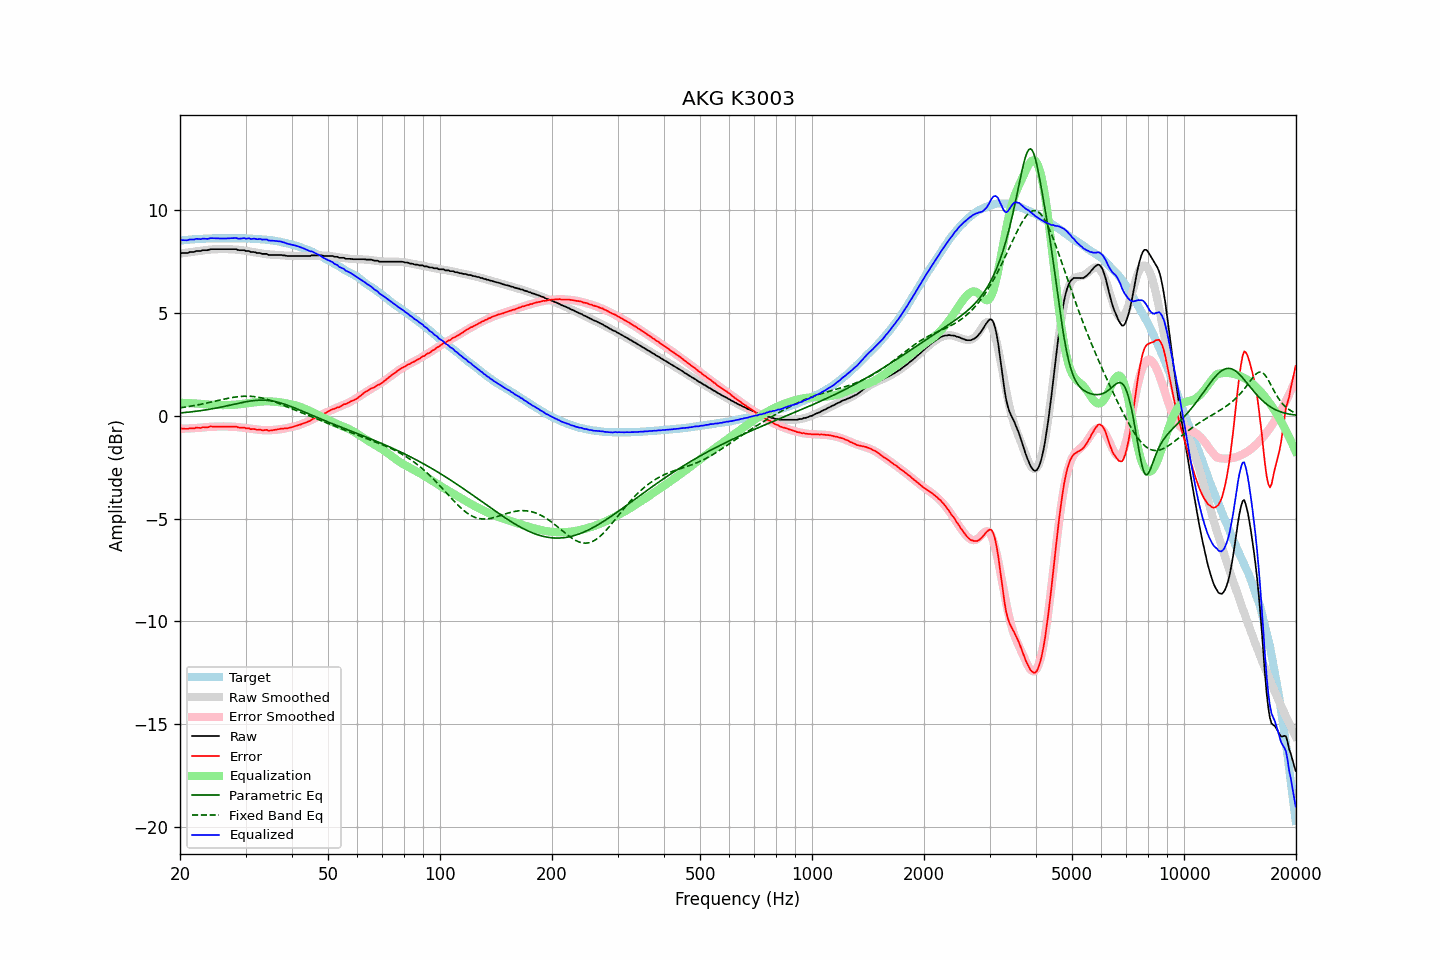 AKG K3003
Amplitude (dBr)
10
5
0
−5
−10
−15
−20
Target
Raw Smoothed
Error Smoothed
Raw
Error
Equalization
Parametric Eq
Fixed Band Eq
Equalized
20 50 100 200 500 1000 2000 5000 10000 20000
Frequency (Hz)